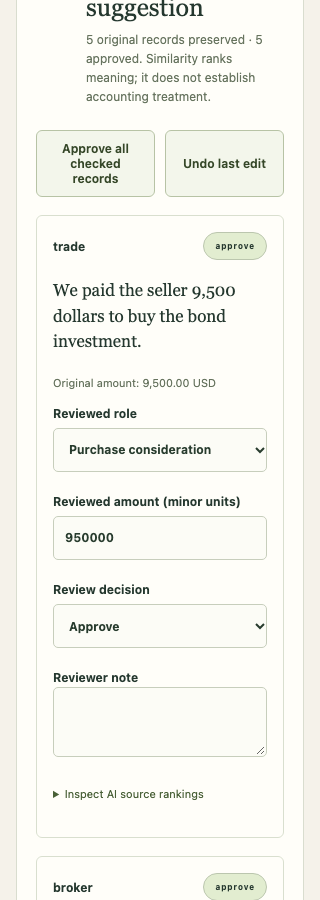 suggestion
5 original records preserved · 5
approved. Similarity ranks
meaning; it does not establish
accounting treatment.
Approve all
checked
records
Undo last edit
trade
approve
We paid the seller 9,500
dollars to buy the bond
investment.
Original amount: 9,500.00 USD
Reviewed role
Purchase consideration
Reviewed amount (minor units)
950000
Review decision
Approve
Reviewer note
Inspect AI source rankings
broker
approve